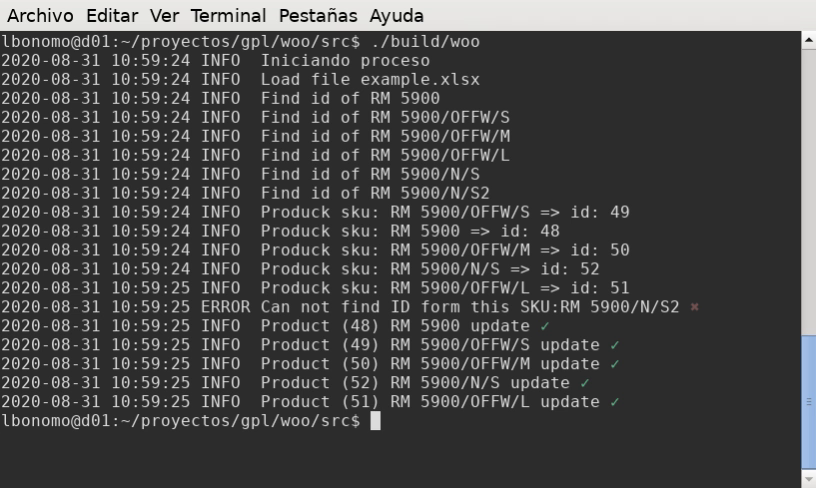 Archivo Editar Ver Terminal Pestañas Ayuda
lbonomo@d01:~/proyectos/gpl/woo/src$ ./build/woo
2020-08-31 10:59:24 INFO  Iniciando proceso
2020-08-31 10:59:24 INFO  Load file example.xlsx
2020-08-31 10:59:24 INFO  Find id of RM 5900
2020-08-31 10:59:24 INFO  Find id of RM 5900/OFFW/S
2020-08-31 10:59:24 INFO  Find id of RM 5900/OFFW/M
2020-08-31 10:59:24 INFO  Find id of RM 5900/OFFW/L
2020-08-31 10:59:24 INFO  Find id of RM 5900/N/S
2020-08-31 10:59:24 INFO  Find id of RM 5900/N/S2
2020-08-31 10:59:24 INFO  Produck sku: RM 5900/OFFW/S => id: 49
2020-08-31 10:59:24 INFO  Produck sku: RM 5900 => id: 48
2020-08-31 10:59:24 INFO  Produck sku: RM 5900/OFFW/M => id: 50
2020-08-31 10:59:24 INFO  Produck sku: RM 5900/N/S => id: 52
2020-08-31 10:59:25 INFO  Produck sku: RM 5900/OFFW/L => id: 51
2020-08-31 10:59:25 ERROR Can not find ID form this SKU:RM 5900/N/S2 ✖
2020-08-31 10:59:25 INFO  Product (48) RM 5900 update ✓
2020-08-31 10:59:25 INFO  Product (49) RM 5900/OFFW/S update ✓
2020-08-31 10:59:25 INFO  Product (50) RM 5900/OFFW/M update ✓
2020-08-31 10:59:25 INFO  Product (52) RM 5900/N/S update ✓
2020-08-31 10:59:25 INFO  Product (51) RM 5900/OFFW/L update ✓
lbonomo@d01:~/proyectos/gpl/woo/src$